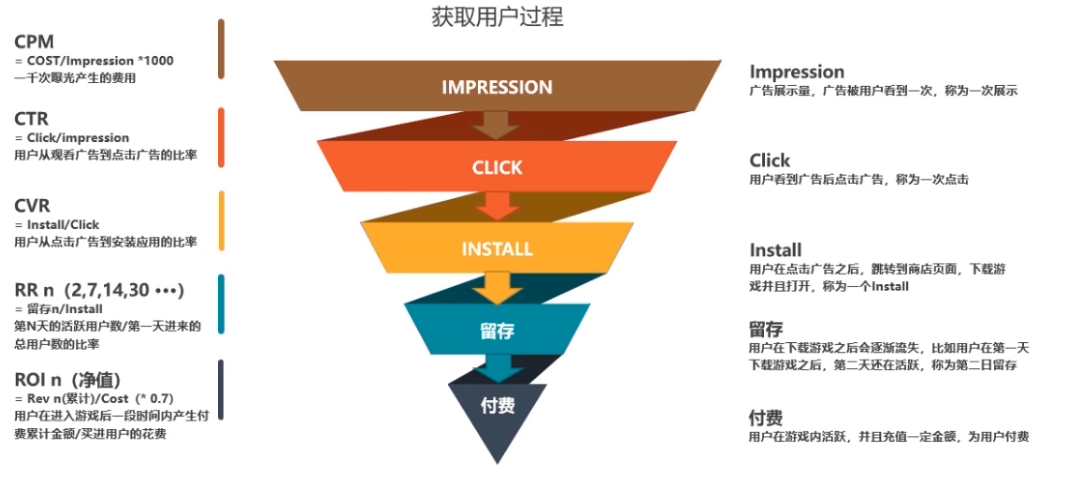 获取用户过程
CPM
= COST/Impression *1000
一千次曝光产生的费用
CTR
= Click/impression
用户从观看广告到点击广告的比率
CVR
= Install/Click
用户从点击广告到安装应用的比率
RR n（2,7,14,30 •••）
= 留存n/Install
第N天的活跃用户数/第一天进来的
总用户数的比率
ROI n（净值）
= Rev n(累计)/Cost（* 0.7）
用户在进入游戏后一段时间内产生付
费累计金额/买进用户的花费
IMPRESSION
CLICK
INSTALL
留存
付费
Impression
广告展示量，广告被用户看到一次，称为一次展示
Click
用户看到广告后点击广告，称为一次点击
Install
用户在点击广告之后，跳转到商店页面，下载游
戏并且打开，称为一个Install
留存
用户在下载游戏之后会逐渐流失，比如用户在第一天
下载游戏之后，第二天还在活跃，称为第二日留存
付费
用户在游戏内活跃，并且充值一定金额，为用户付费